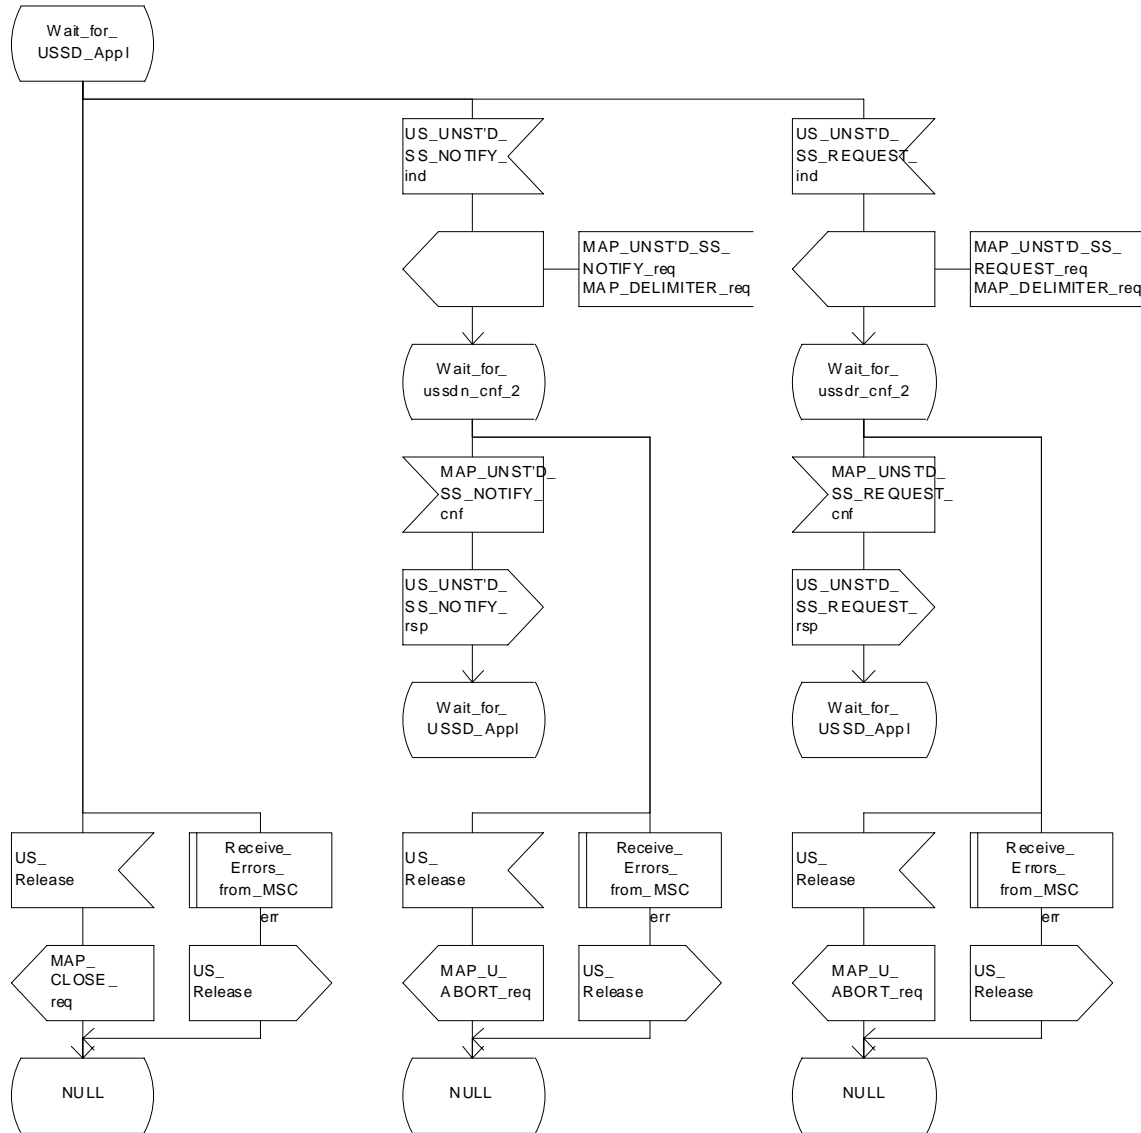 Wait_for_
USSD_Appl
US_UNST'D_
SS_NOTIFY_
ind
US_UNST'D_
SS_REQUEST_
ind
MAP_UNST'D_SS_
NOTIFY_req
MAP_DELIMITER_req
MAP_UNST'D_SS_
REQUEST_req
MAP_DELIMITER_req
Wait_for_
ussdn_cnf_2
Wait_for_
ussdr_cnf_2
MAP_UNST'D_
SS_NOTIFY_
cnf
MAP_UNST'D_
SS_REQUEST_
cnf
US_UNST'D_
SS_NOTIFY_
rsp
US_UNST'D_
SS_REQUEST_
rsp
Wait_for_
USSD_Appl
Wait_for_
USSD_Appl
US_
Release
Receive_
Errors_
from_MSC
err
US_
Release
Receive_
Errors_
from_MSC
err
US_
Release
Receive_
Errors_
from_MSC
err
MAP_
CLOSE_
req
US_
Release
MAP_U_
ABORT_req
US_
Release
MAP_U_
ABORT_req
US_
Release
NULL
NULL
NULL